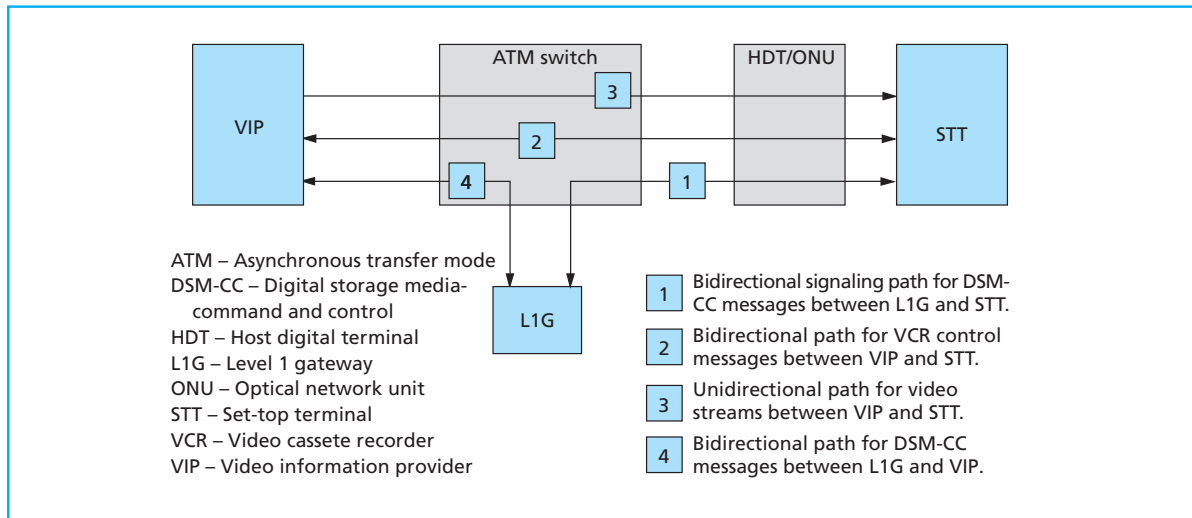 ATM switch
HDT/ONU
3
VIP
2
STT
4
1
L1G
ATM – Asynchronous transfer mode
DSM-CC – Digital storage media-
command and control
HDT – Host digital terminal
L1G – Level 1 gateway
ONU – Optical network unit
STT – Set-top terminal
VCR – Video cassete recorder
VIP – Video information provider
1 Bidirectional signaling path for DSM-
CC messages between L1G and STT.
2 Bidirectional path for VCR control
messages between VIP and STT.
3 Unidirectional path for video
streams between VIP and STT.
4 Bidirectional path for DSM-CC
messages between L1G and VIP.